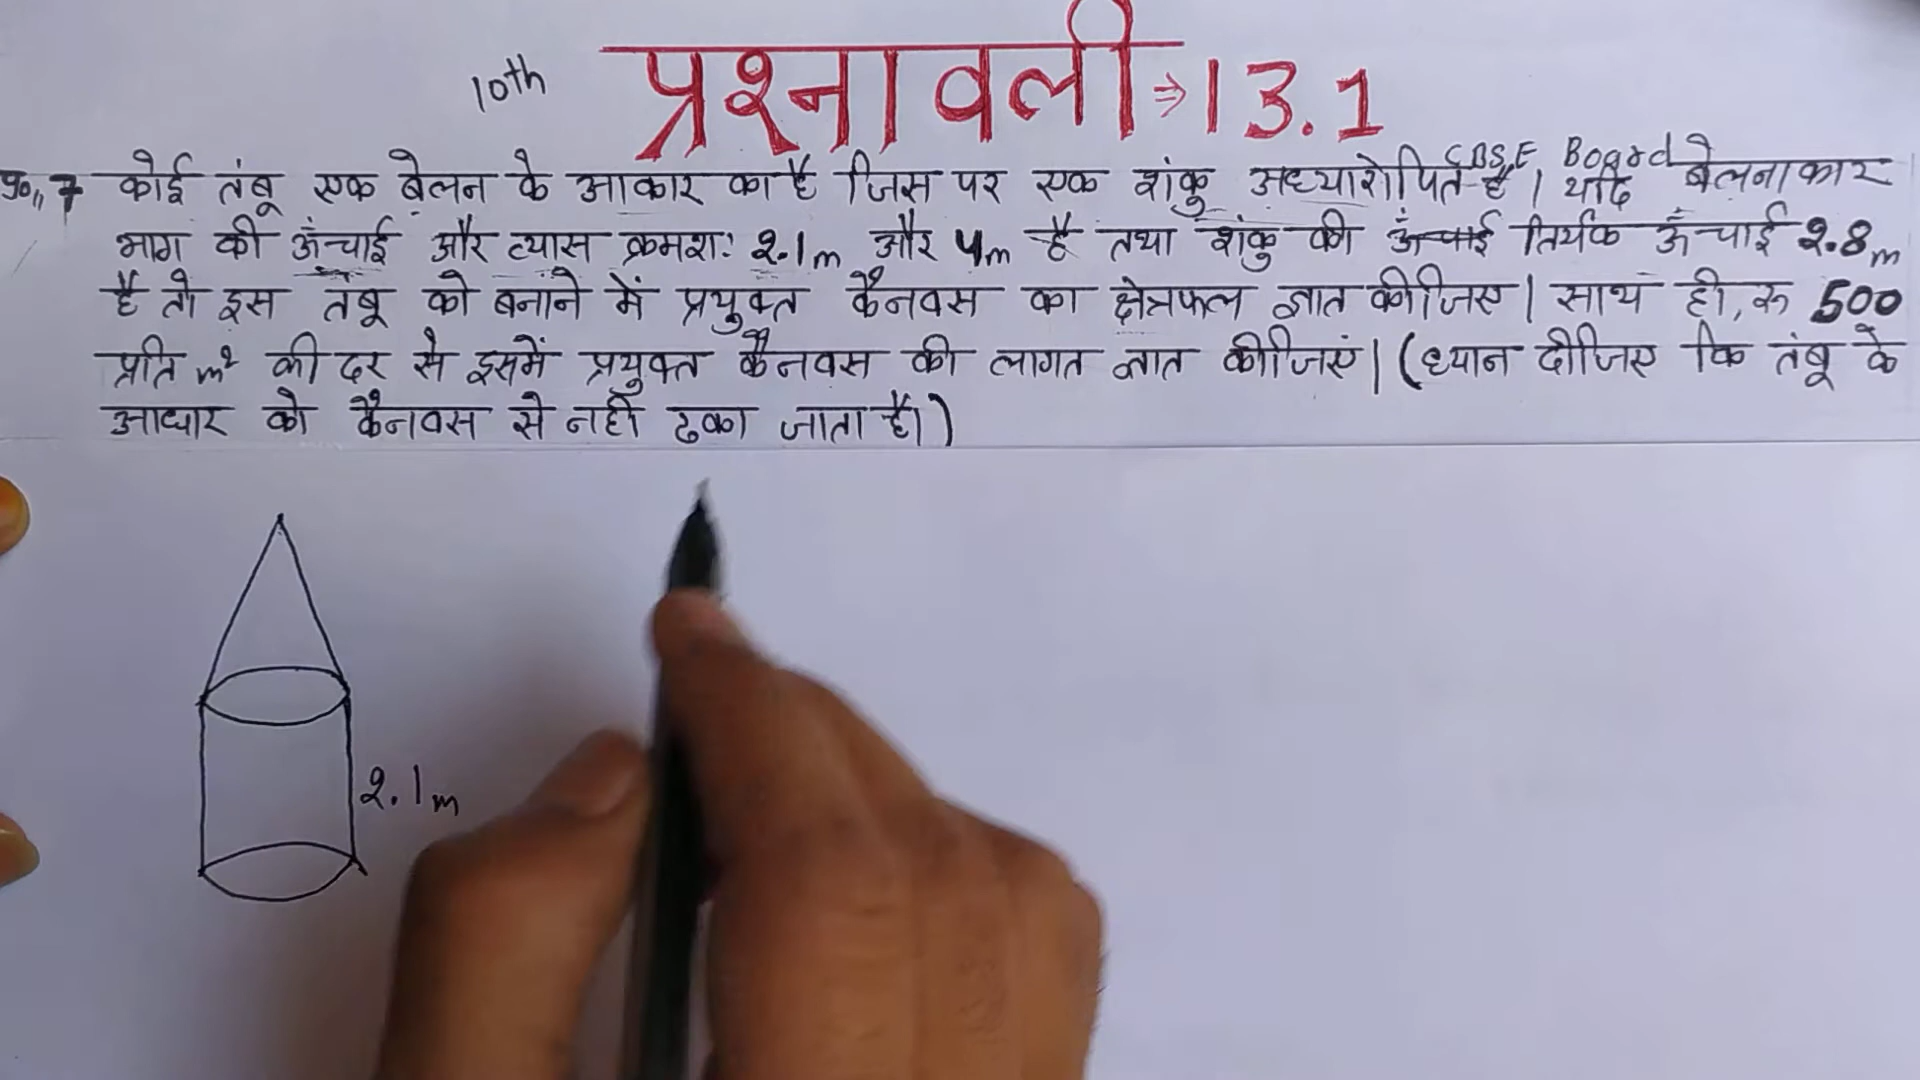 10th प्रश्नावली ⇒ 13.1
CBSE Board
प्र०,, 7 कोई तंबू एक बेलन के आकार का है जिस पर एक शंकु अध्यारोपित है। यदि बेलनाकार
भाग की ऊँचाई और व्यास क्रमशः 2.1m और 4m है तथा शंकु की ऊँचाई तिर्यक ऊँचाई 2.8m
है तो इस तंबू को बनाने में प्रयुक्त कैनवस का क्षेत्रफल ज्ञात कीजिए। साथ ही, रु 500
प्रति m² की दर से इसमें प्रयुक्त कैनवस की लागत ज्ञात कीजिएं। (ध्यान दीजिए कि तंबू के
आधार को कैनवस से नहीं ढका जाता है।)
2.1m